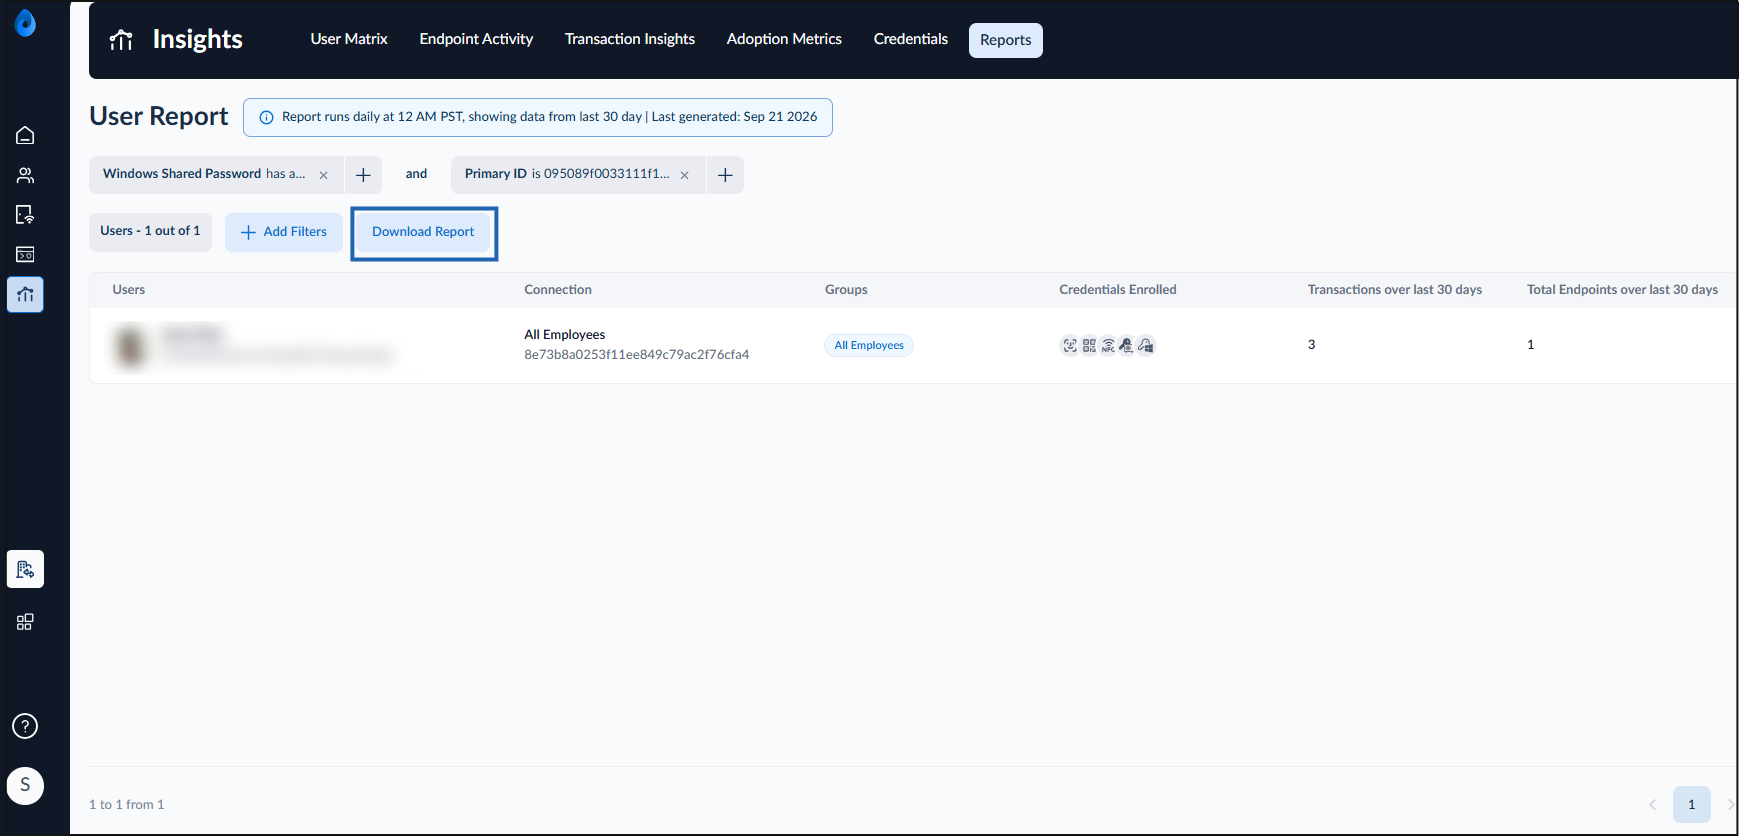 Insights
User Matrix
Endpoint Activity
Transaction Insights
Adoption Metrics
Credentials
Reports
User Report
Report runs daily at 12 AM PST, showing data from last 30 day | Last generated: Sep 21 2026
Windows Shared Password has a...
and
Primary ID is 095089f0033111f1...
Users - 1 out of 1
Add Filters
Download Report
Users
Connection
Groups
Credentials Enrolled
Transactions over last 30 days
Total Endpoints over last 30 days
All Employees
8e73b8a0253f11ee849c79ac2f76cfa4
All Employees
NFC
3
1
?
S
1 to 1 from 1
1